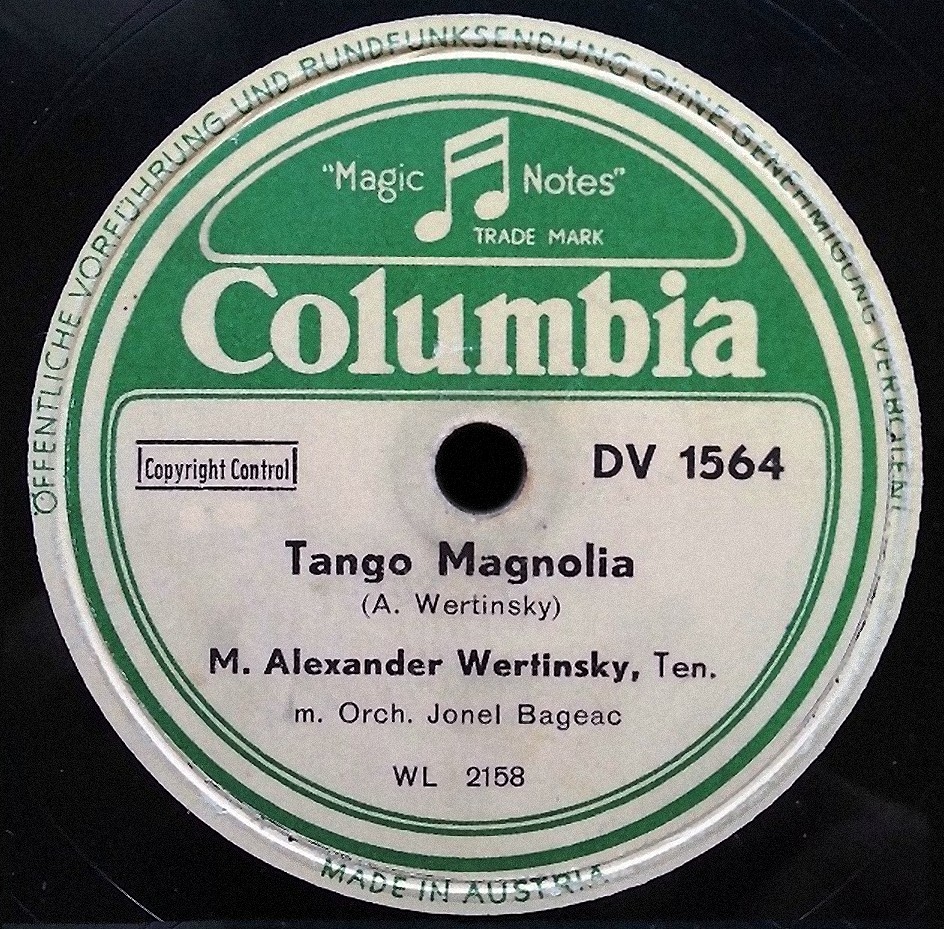 ÖFFENTLICHE VORFÜHRUNG UND RUNDFUNKSENDUNG OHNE GENEHMIGUNG VERBOTEN!
"Magic Notes"
TRADE MARK
Columbia
Copyright Control
DV 1564
Tango Magnolia
(A. Wertinsky)
M. Alexander Wertinsky, Ten.
m. Orch. Jonel Bageac
WL 2158
MADE IN AUSTRIA